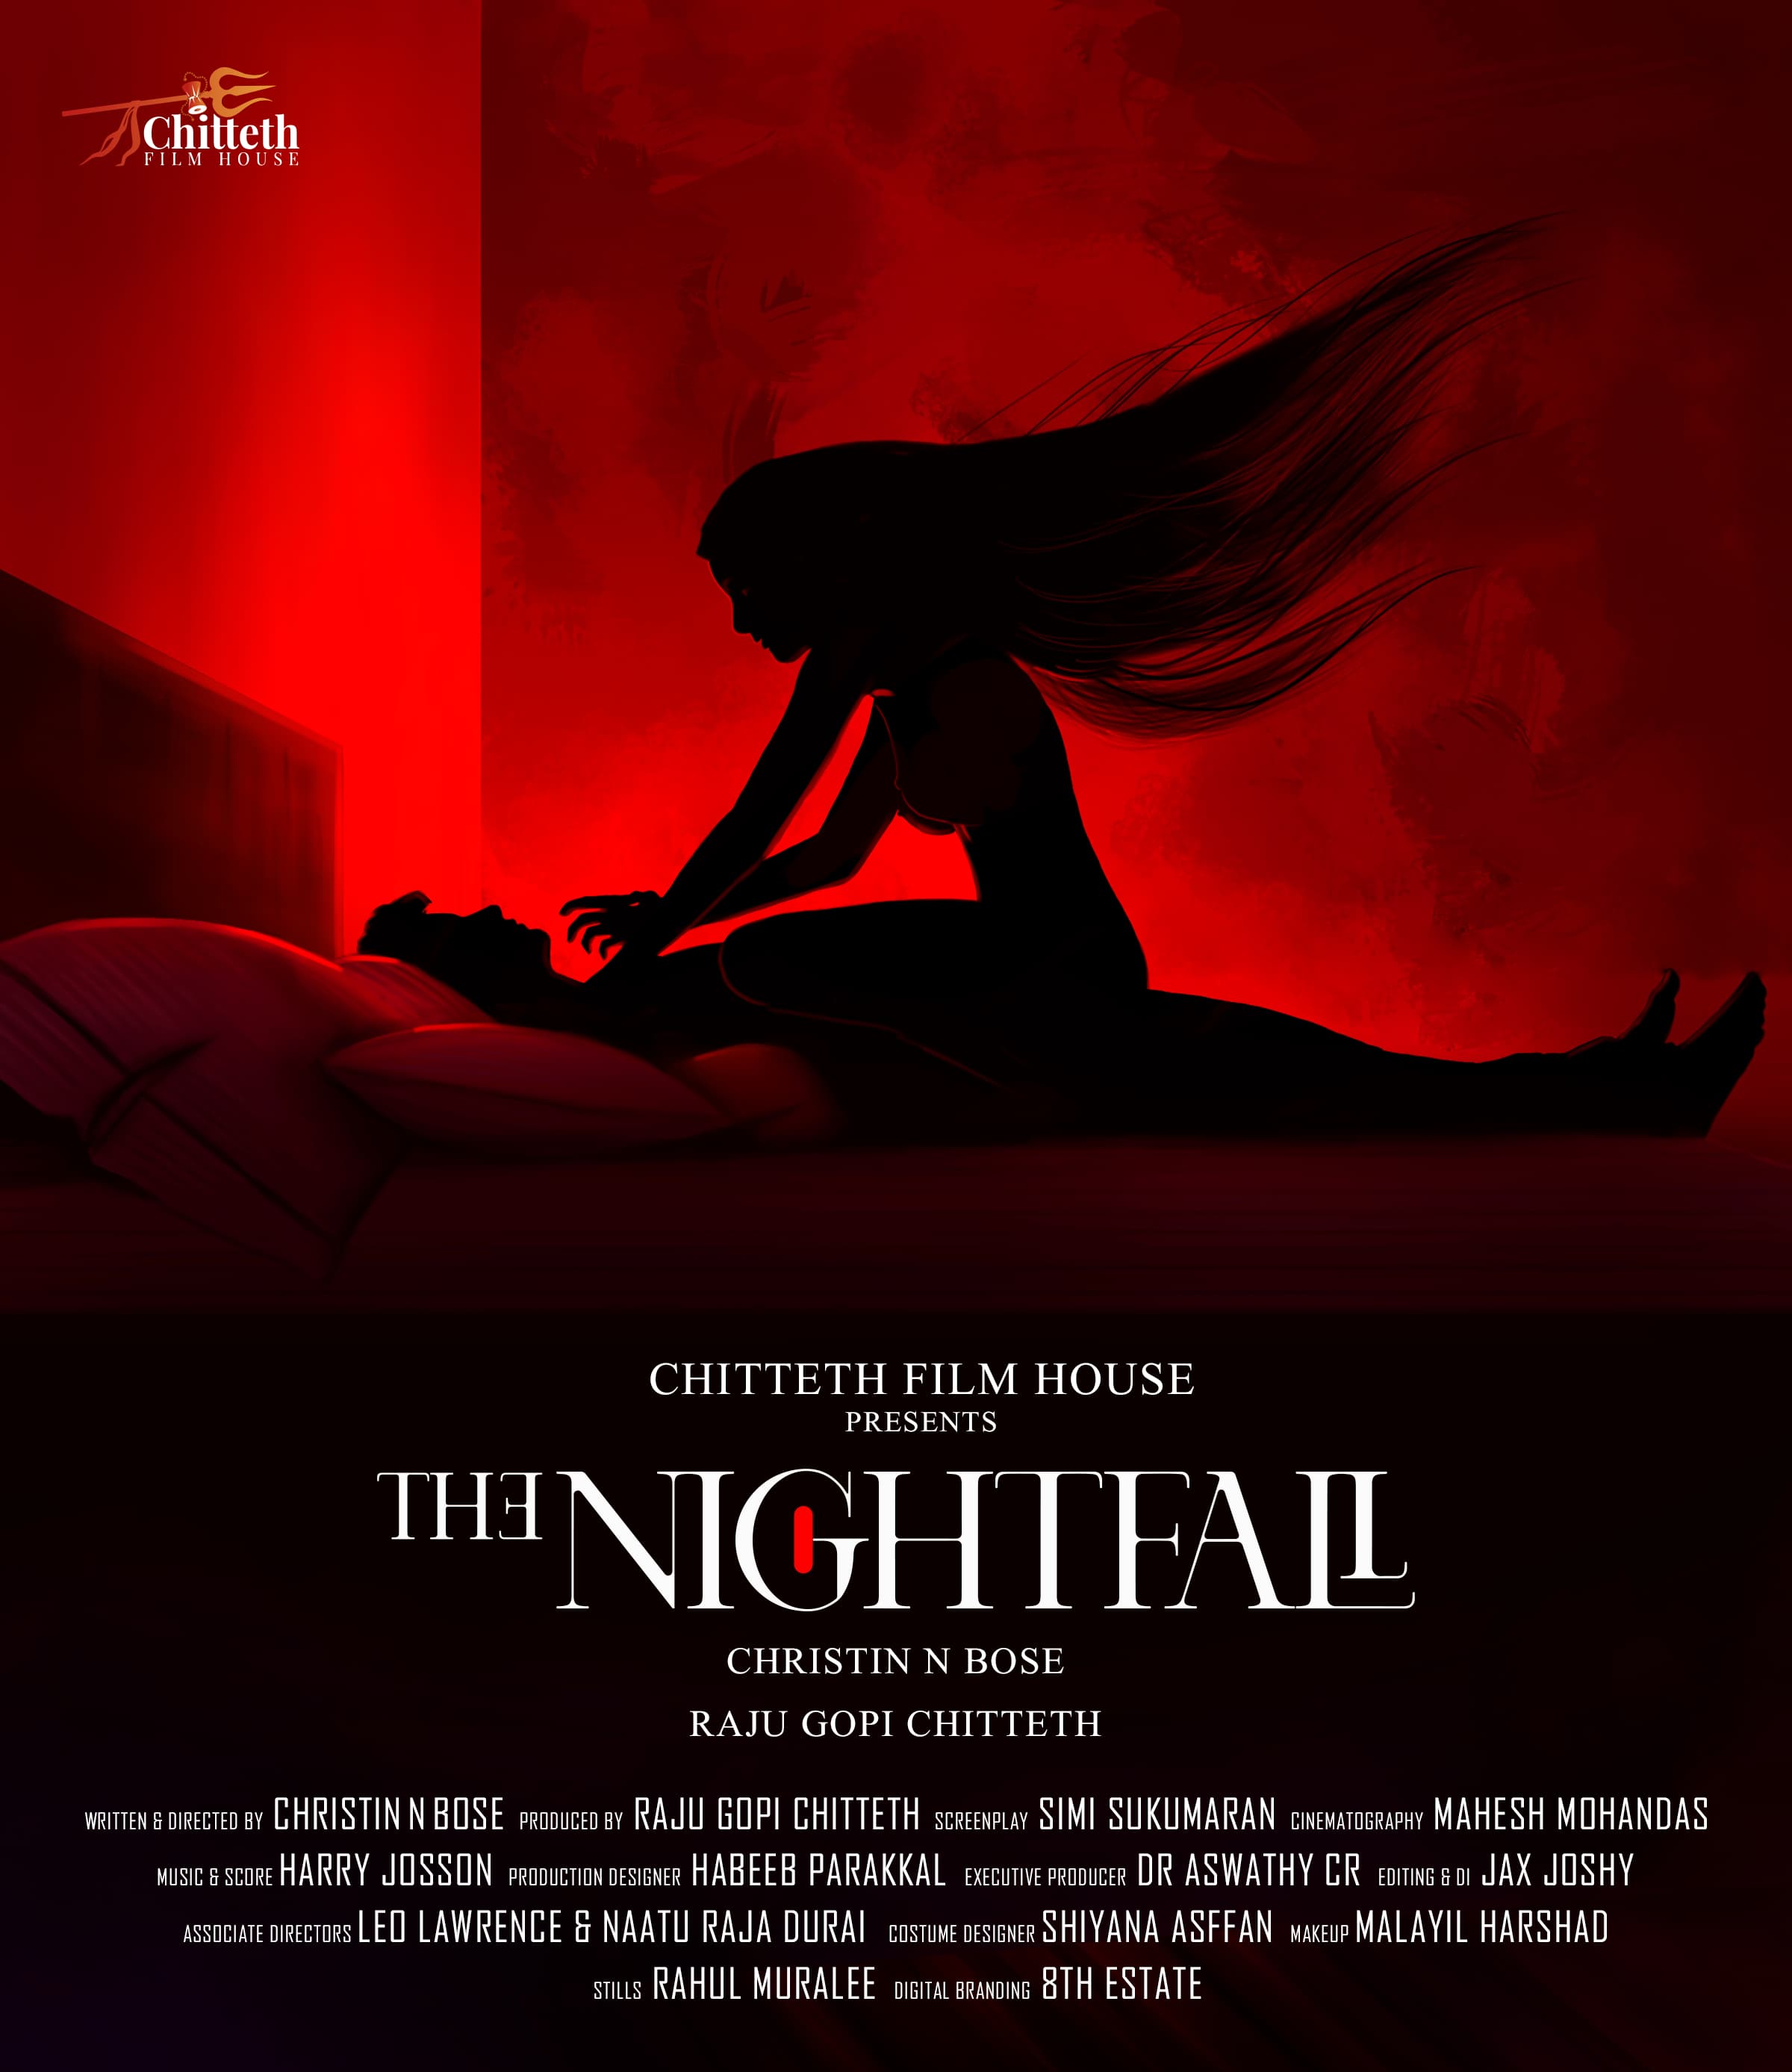 Chitteth
FILM HOUSE
CHITTETH FILM HOUSE
PRESENTS
THE NIGHTFALL
CHRISTIN N BOSE
RAJU GOPI CHITTETH
WRITTEN & DIRECTED BY CHRISTIN N BOSE PRODUCED BY RAJU GOPI CHITTETH SCREENPLAY SIMI SUKUMARAN CINEMATOGRAPHY MAHESH MOHANDAS
MUSIC & SCORE HARRY JOSSON PRODUCTION DESIGNER HABEEB PARAKKAL EXECUTIVE PRODUCER DR ASWATHY CR EDITING & DI JAX JOSHY
ASSOCIATE DIRECTORS LEO LAWRENCE & NAATU RAJA DURAI COSTUME DESIGNER SHIYANA ASFFAN MAKEUP MALAYIL HARSHAD
STILLS RAHUL MURALEE DIGITAL BRANDING 8TH ESTATE